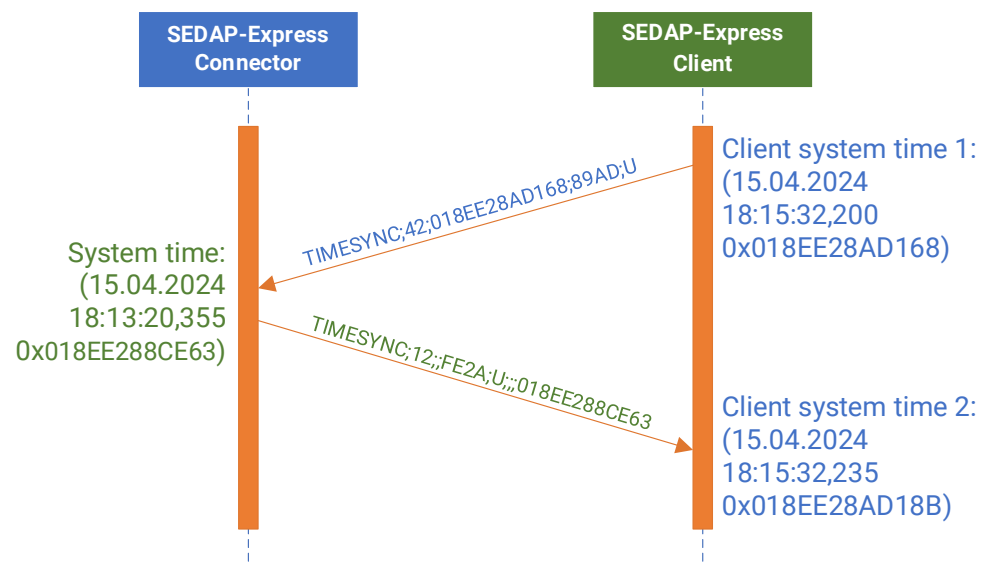 SEDAP-Express
Connector
SEDAP-Express
Client
Client system time 1:
(15.04.2024
18:15:32,200
0x018EE28AD168)
TIMESYNC;42;018EE28AD168;89AD;U
System time:
(15.04.2024
18:13:20,355
0x018EE288CE63)
TIMESYNC;12;;FE2A;U;;;018EE288CE63
Client system time 2:
(15.04.2024
18:15:32,235
0x018EE28AD18B)